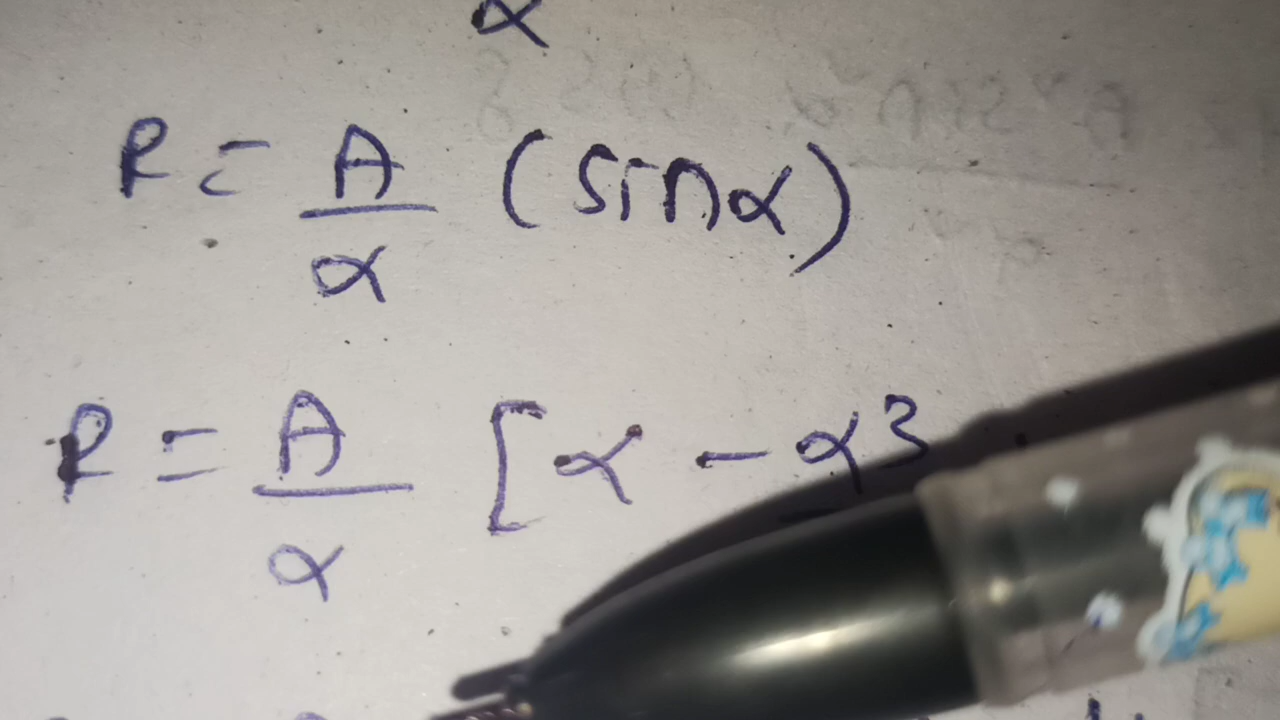 α
R = A/α (sinα)
R = A/α [α - α³